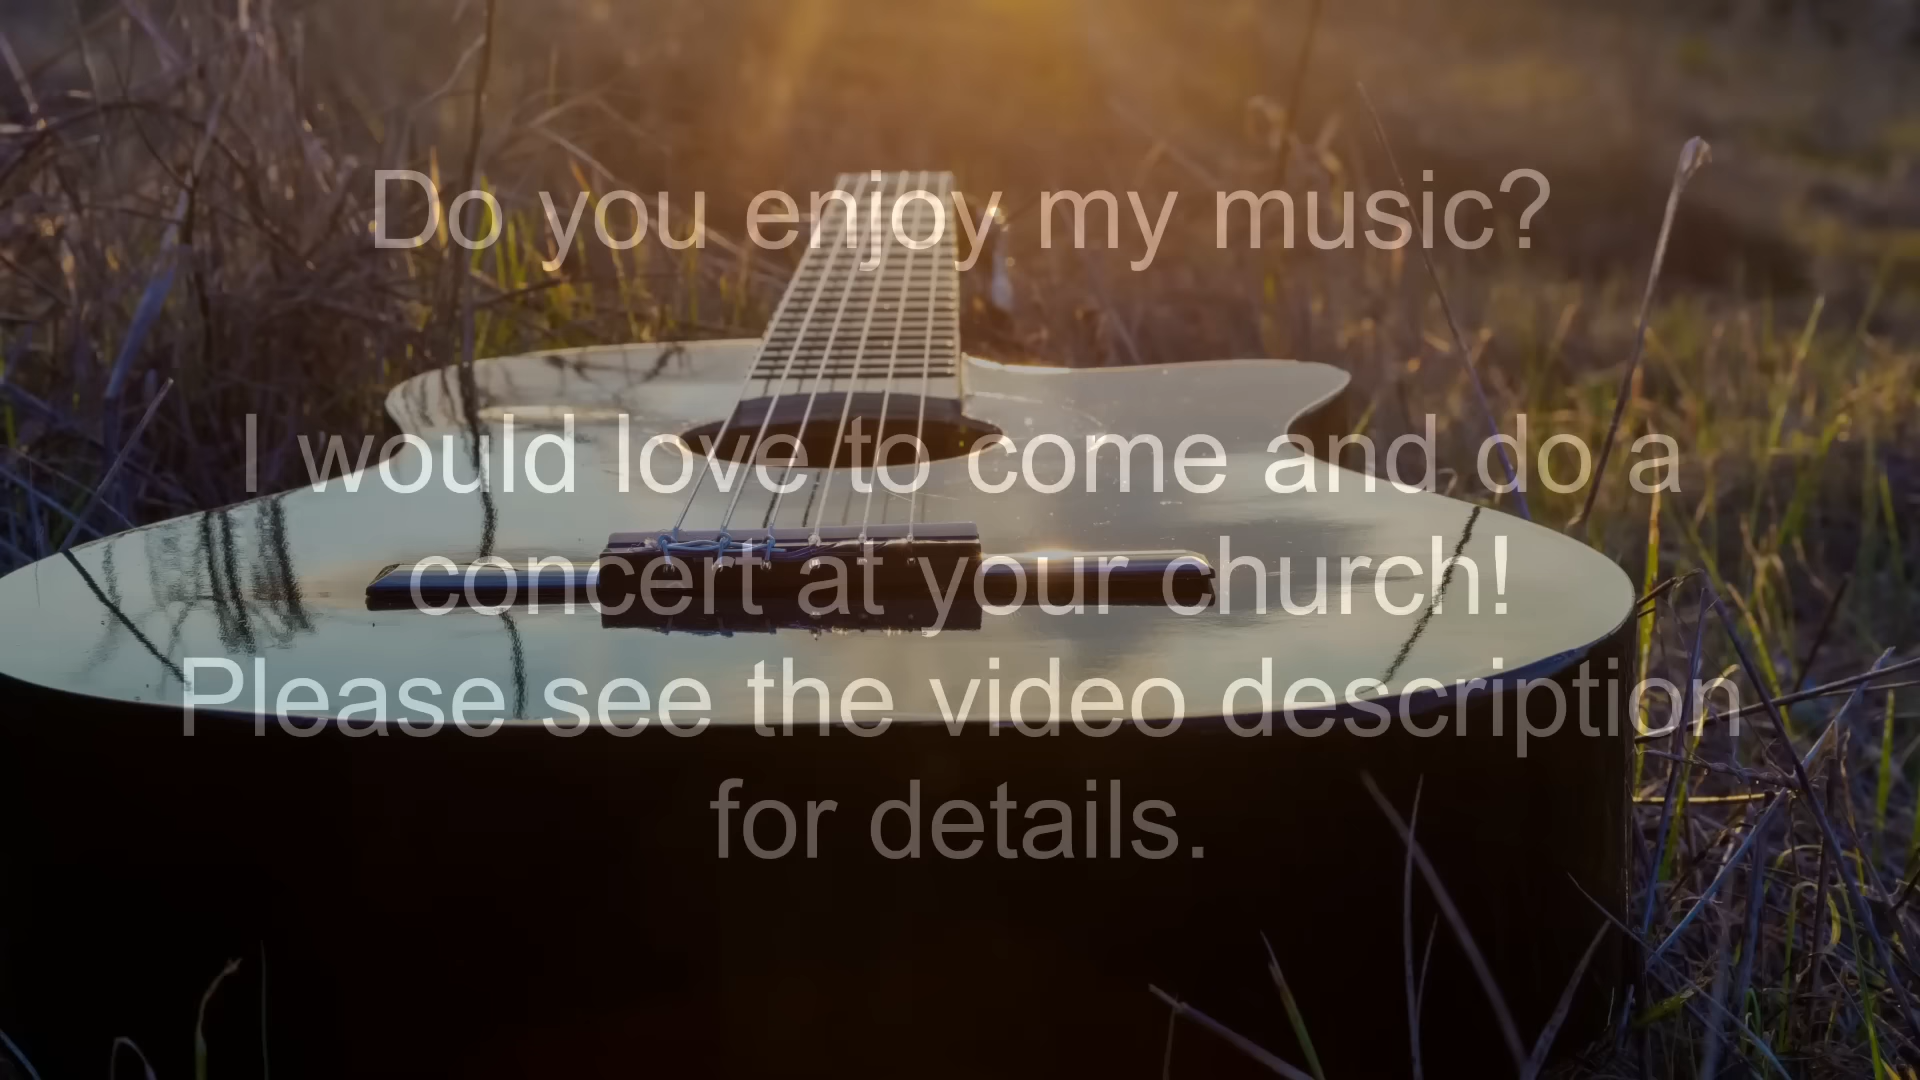 Do you enjoy my music?
I would love to come and do a
concert at your church!
Please see the video description
for details.